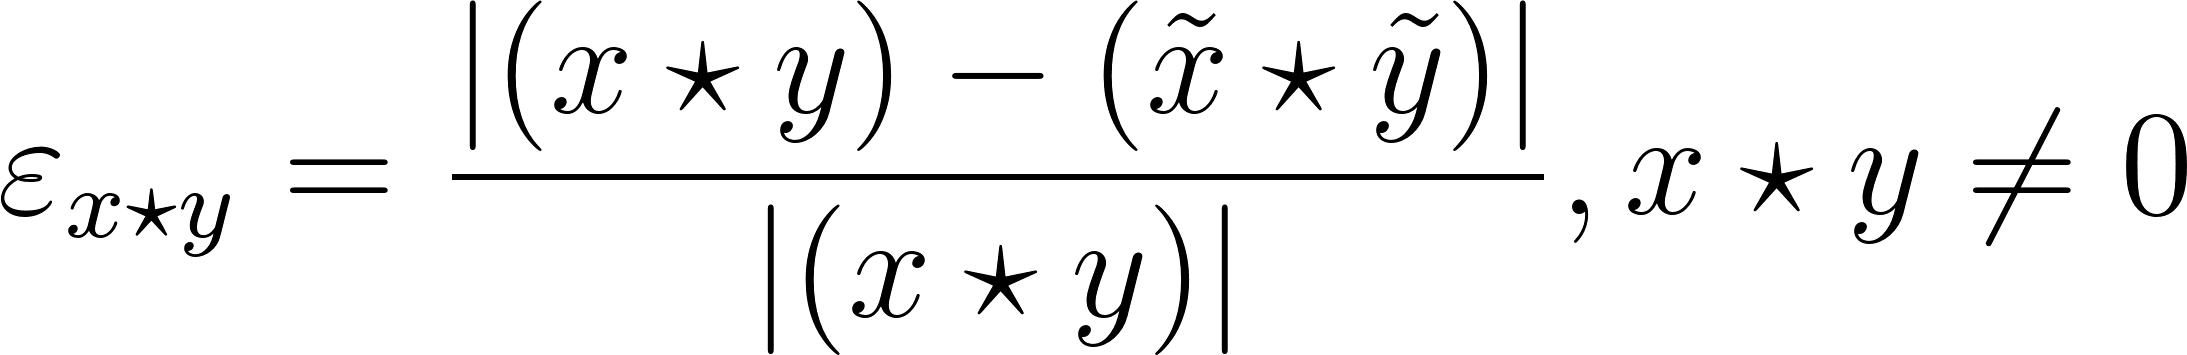 ε_{x⋆y} = |(x ⋆ y) − (x̃ ⋆ ỹ)| / |(x ⋆ y)|, x ⋆ y ≠ 0